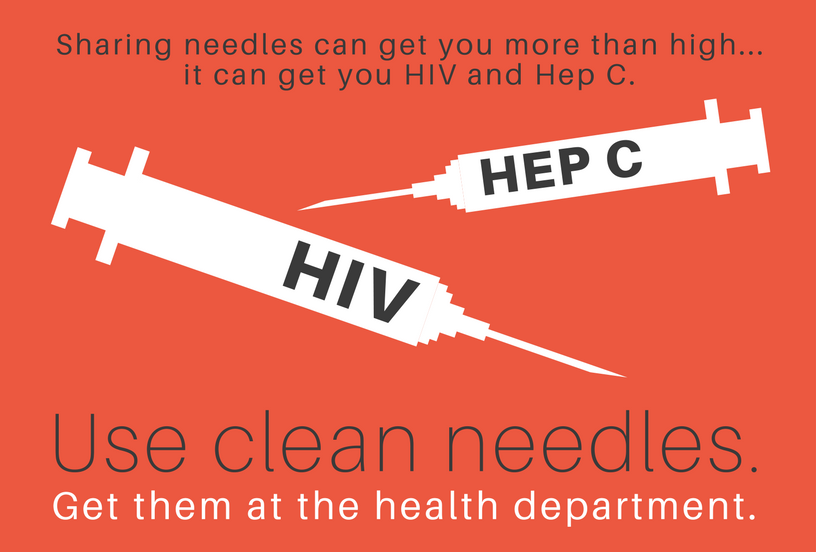 Sharing needles can get you more than high...
it can get you HIV and Hep C.
HEP C
HIV
Use clean needles.
Get them at the health department.